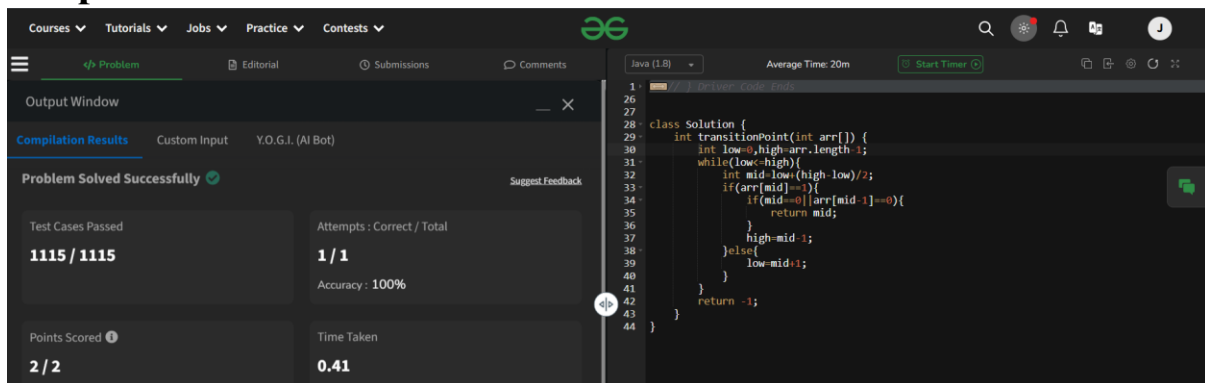 Courses Tutorials Jobs Practice Contests J
</> Problem Editorial Submissions Comments
Output Window
Compilation Results Custom Input Y.O.G.I. (AI Bot)
Problem Solved Successfully Suggest Feedback
Test Cases Passed
1115 / 1115
Attempts : Correct / Total
1 / 1
Accuracy : 100%
Points Scored
2 / 2
Time Taken
0.41
Java (1.8) Average Time: 20m Start Timer
1 // } Driver Code Ends
26
27
28 class Solution {
29 int transitionPoint(int arr[]) {
30 int low=0,high=arr.length-1;
31 while(low<=high){
32 int mid=low+(high-low)/2;
33 if(arr[mid]==1){
34 if(mid==0||arr[mid-1]==0){
35 return mid;
36 }
37 high=mid-1;
38 }else{
39 low=mid+1;
40 }
41 }
42 return -1;
43 }
44 }